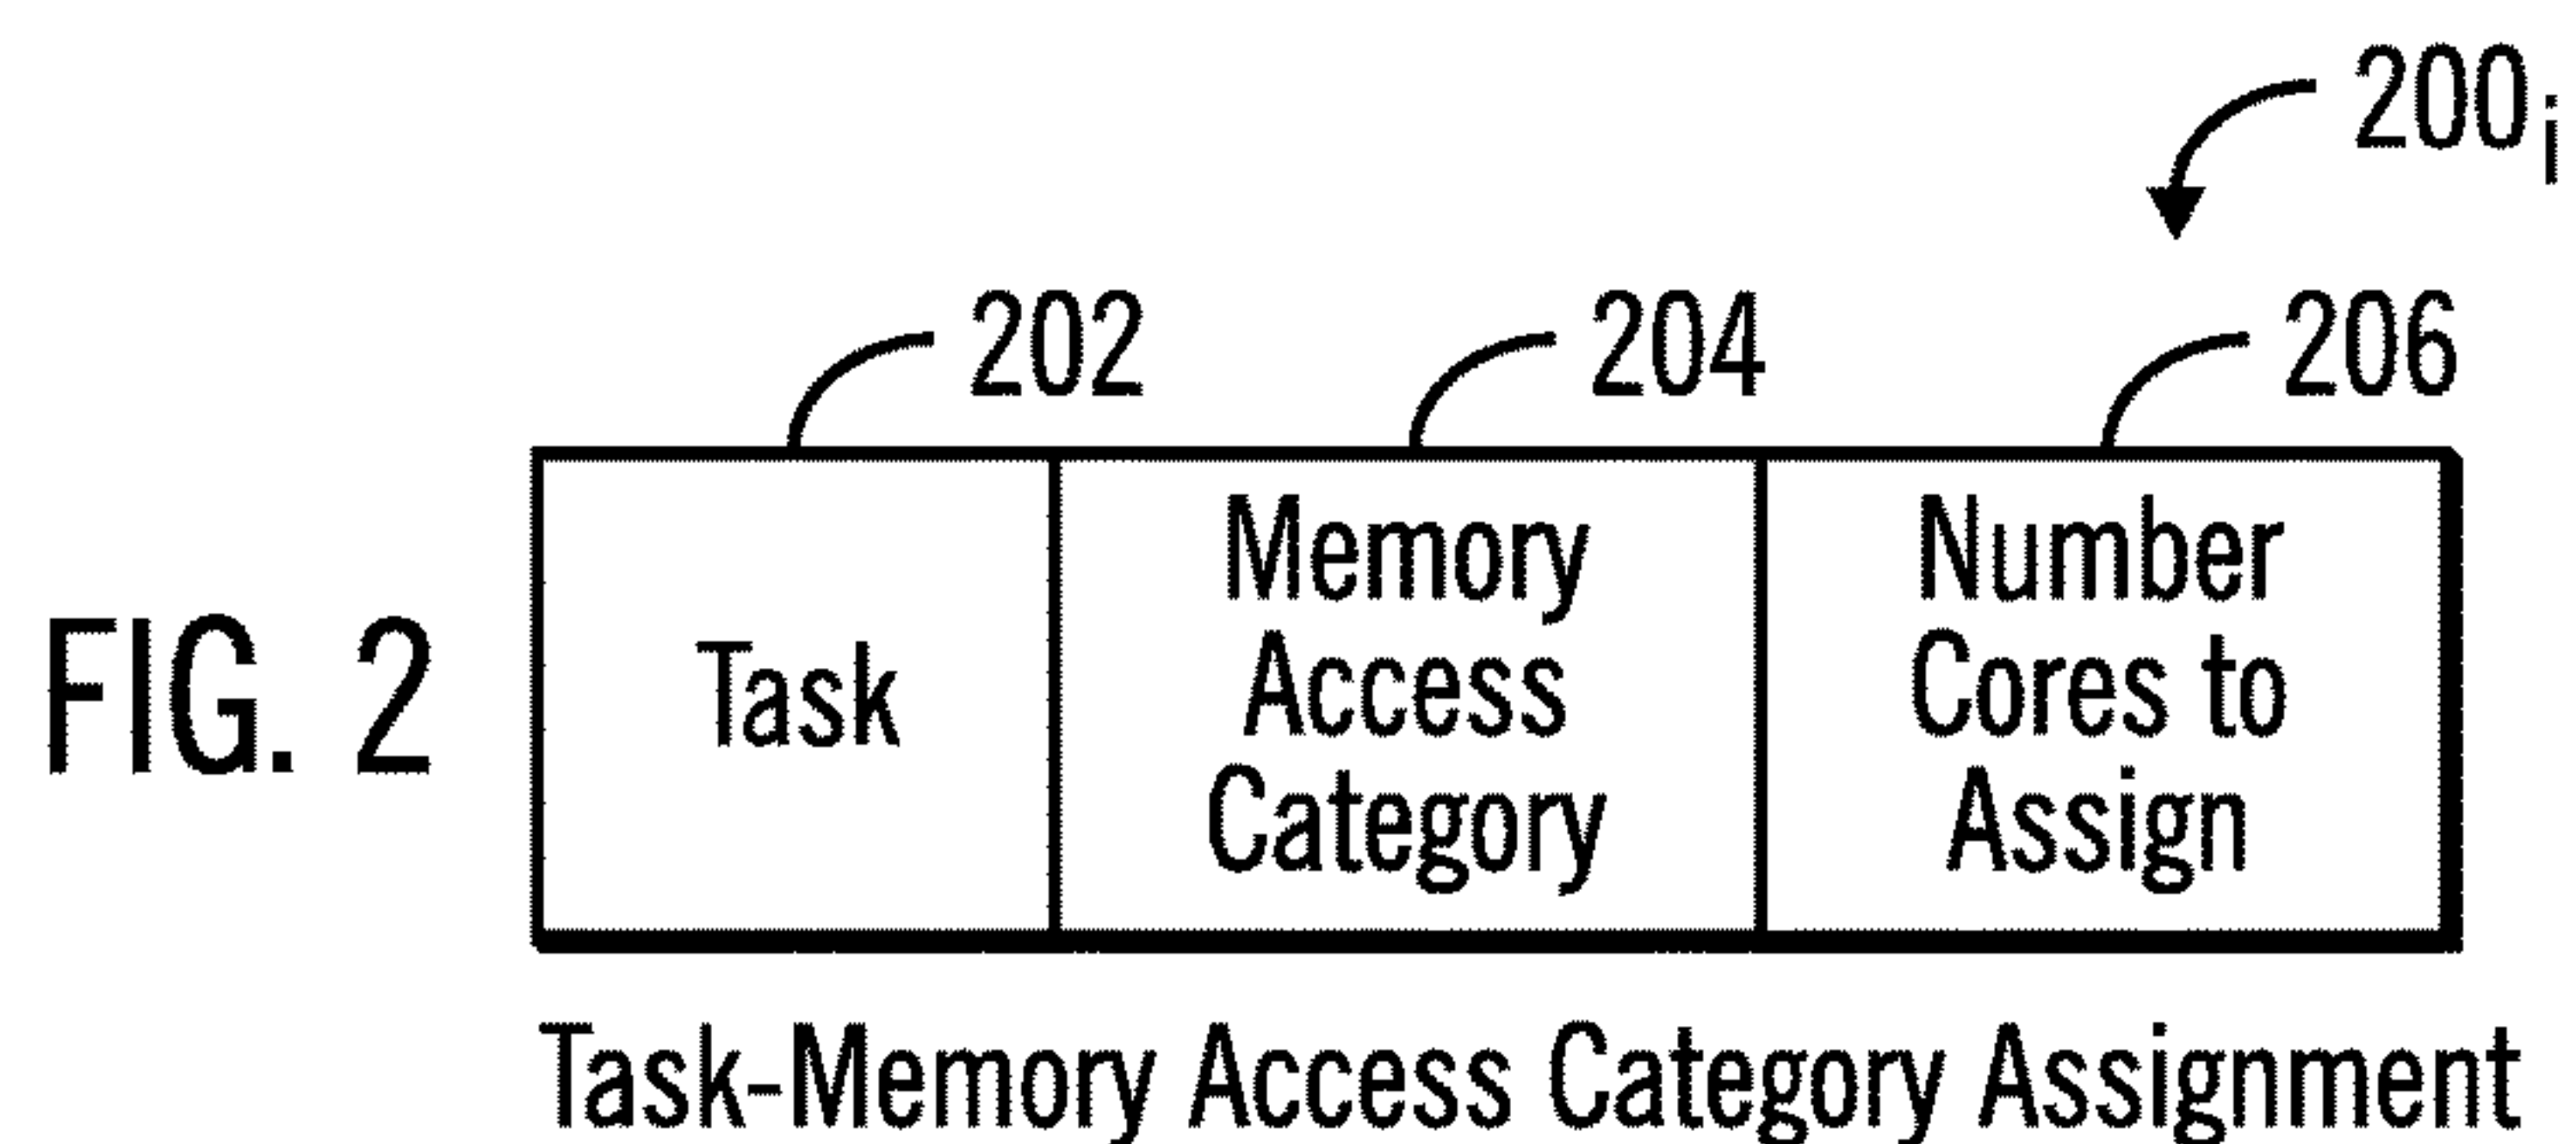 200i
202
204
206
FIG. 2
Task
Memory
Access
Category
Number
Cores to
Assign
Task-Memory Access Category Assignment